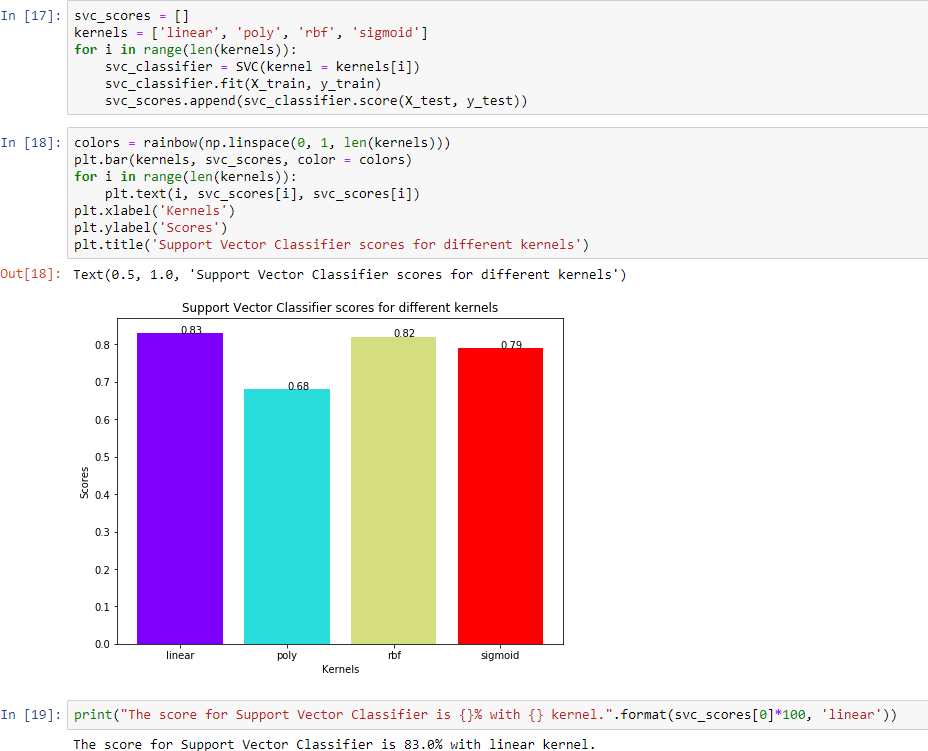 In [17]: svc_scores = []
kernels = ['linear', 'poly', 'rbf', 'sigmoid']
for i in range(len(kernels)):
    svc_classifier = SVC(kernel = kernels[i])
    svc_classifier.fit(X_train, y_train)
    svc_scores.append(svc_classifier.score(X_test, y_test))
In [18]: colors = rainbow(np.linspace(0, 1, len(kernels)))
plt.bar(kernels, svc_scores, color = colors)
for i in range(len(kernels)):
    plt.text(i, svc_scores[i], svc_scores[i])
plt.xlabel('Kernels')
plt.ylabel('Scores')
plt.title('Support Vector Classifier scores for different kernels')
Out[18]: Text(0.5, 1.0, 'Support Vector Classifier scores for different kernels')
Support Vector Classifier scores for different kernels
0.83
0.68
0.82
0.79
0.8
0.7
0.6
0.5
0.4
0.3
0.2
0.1
0.0
Scores
linear poly rbf sigmoid
Kernels
In [19]: print("The score for Support Vector Classifier is {}% with {} kernel.".format(svc_scores[0]*100, 'linear'))
The score for Support Vector Classifier is 83.0% with linear kernel.